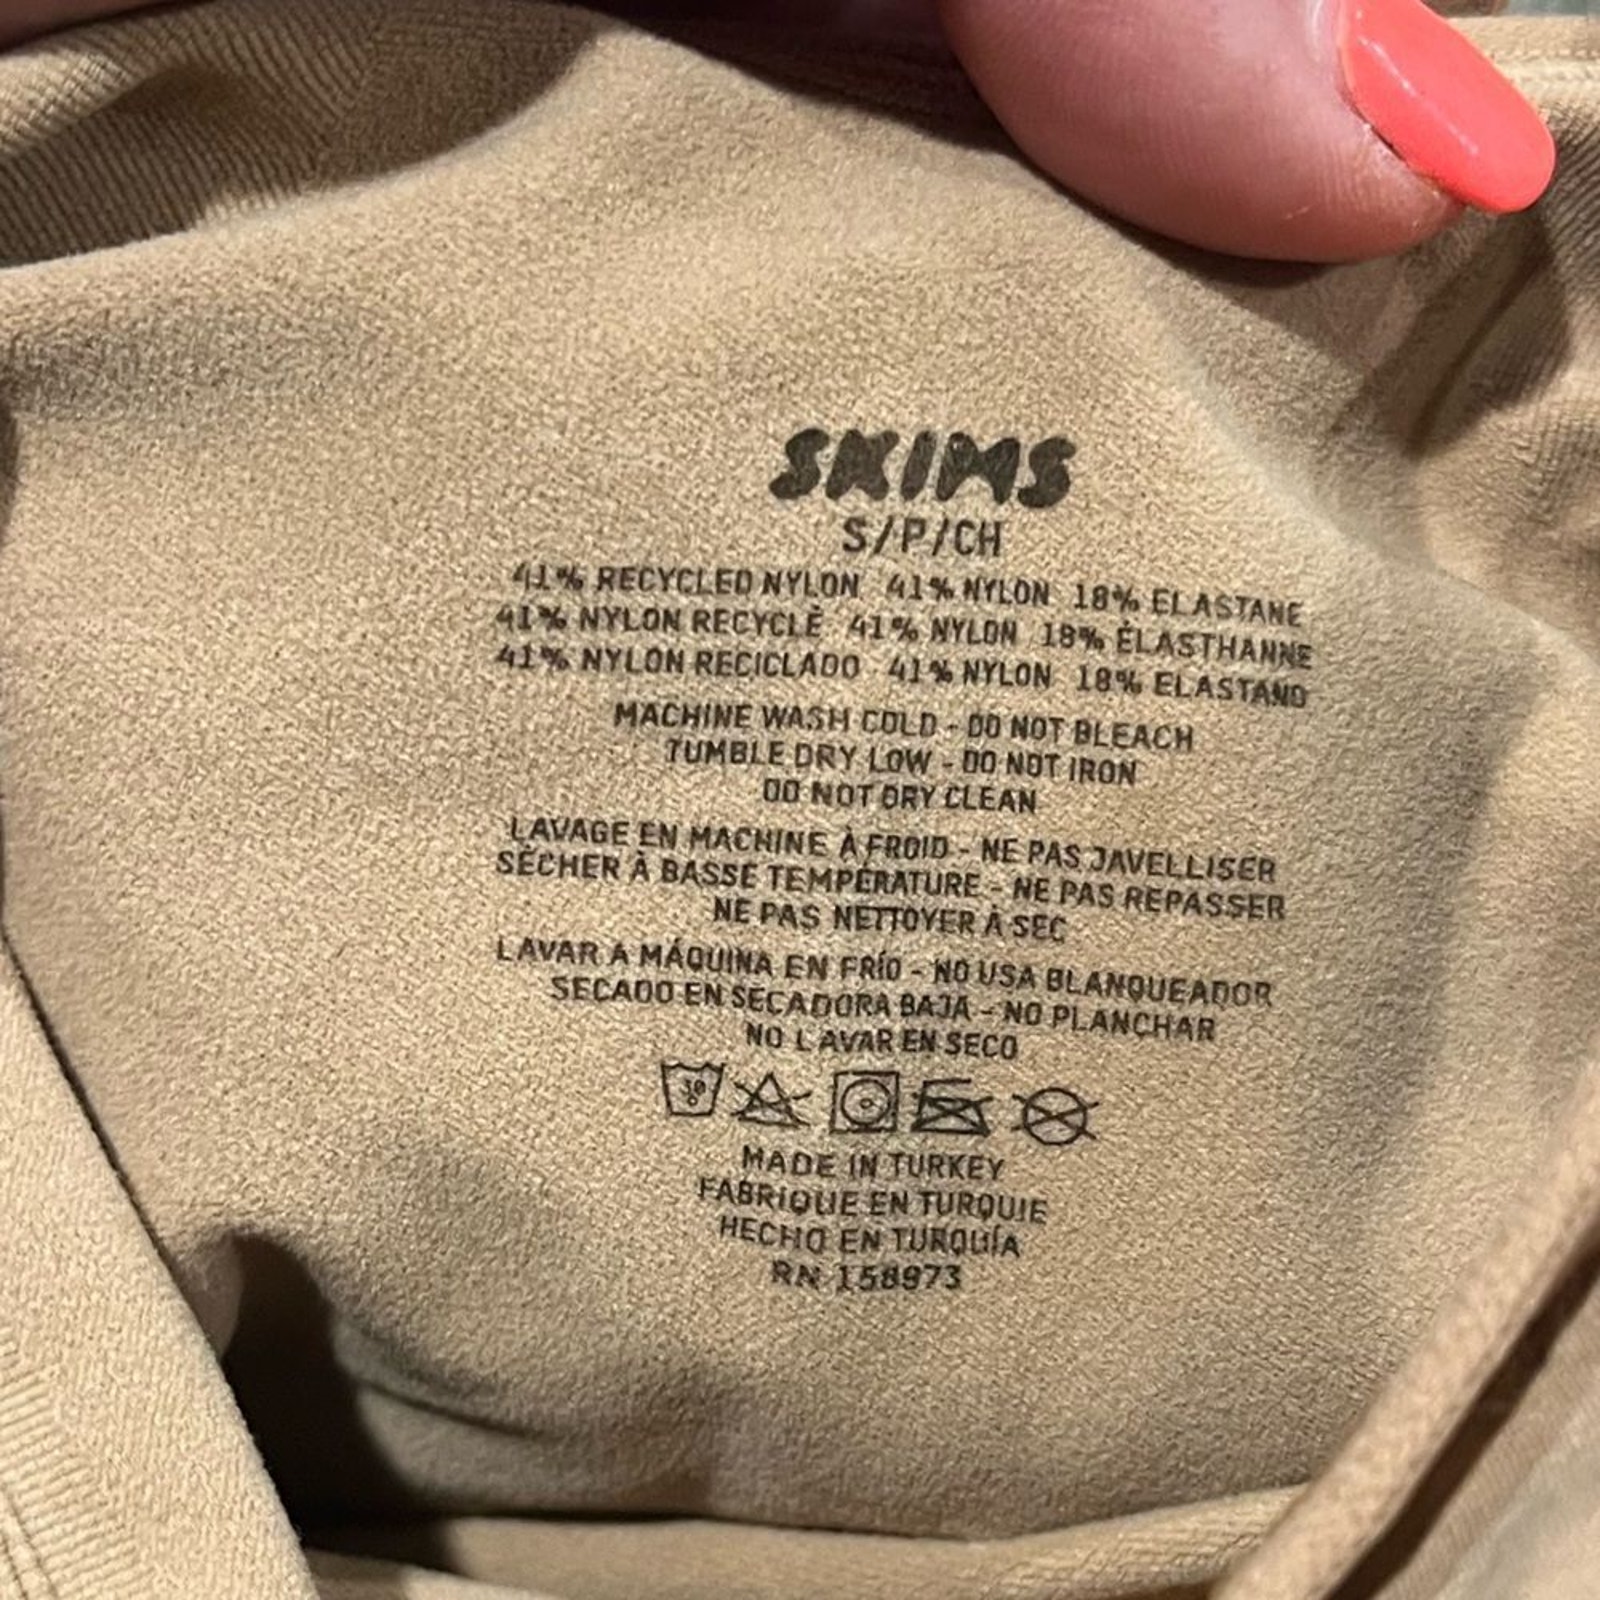 SKIMS
S/P/CH
41% RECYCLED NYLON 41% NYLON 18% ELASTANE
41% NYLON RECYCLÉ 41% NYLON 18% ÉLASTHANNE
41% NYLON RECICLADO 41% NYLON 18% ELASTANO
MACHINE WASH COLD - DO NOT BLEACH
TUMBLE DRY LOW - DO NOT IRON
DO NOT DRY CLEAN
LAVAGE EN MACHINE À FROID - NE PAS JAVELLISER
SÉCHER À BASSE TEMPÉRATURE - NE PAS REPASSER
NE PAS NETTOYER À SEC
LAVAR A MÁQUINA EN FRÍO - NO USA BLANQUEADOR
SECADO EN SECADORA BAJA - NO PLANCHAR
NO LAVAR EN SECO
30°
MADE IN TURKEY
FABRIQUE EN TURQUIE
HECHO EN TURQUÍA
RN 158973